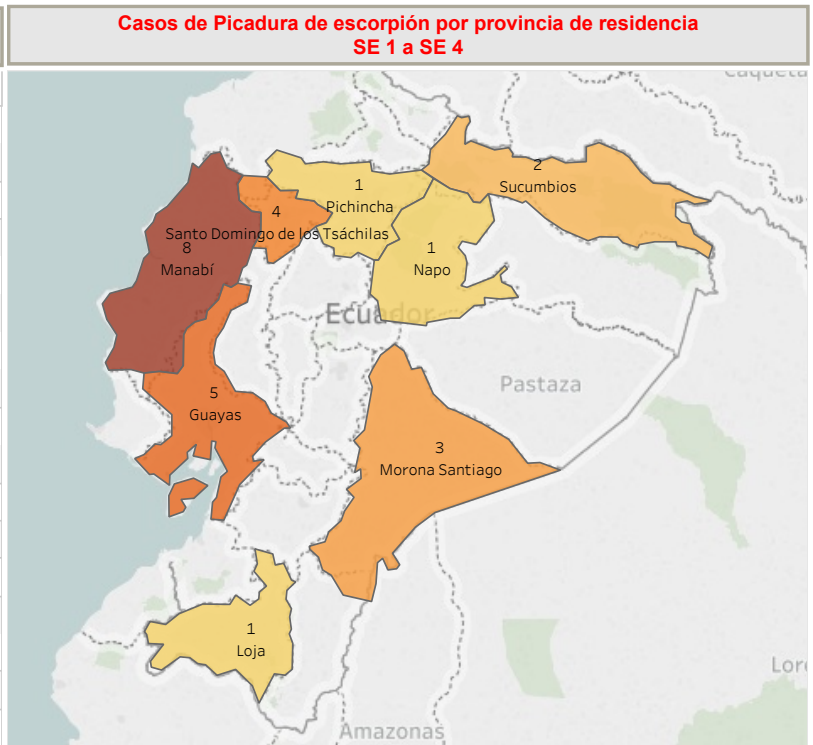 Casos de Picadura de escorpión por provincia de residencia
SE 1 a SE 4
Caquetá
2
Sucumbios
1
Pichincha
4
Santo Domingo de los Tsáchilas
8
Manabí
1
Napo
Ecuador
Pastaza
5
Guayas
3
Morona Santiago
1
Loja
Amazonas